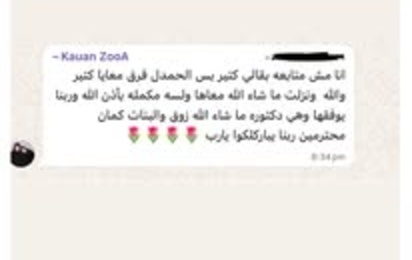 ~ Kauan ZooA
انا مش متابعه بقالي كتير بس الحمدلل فرق معايا كتير
والله ونزلت ما شاء الله معاها ولسه مكمله بأذن الله وربنا
يوفقها وهي دكتوره ما شاء الله زوق والبنات كمان
محترمين ربنا يباركلكوا يارب 🌷🌷🌷🌷
6:34 pm